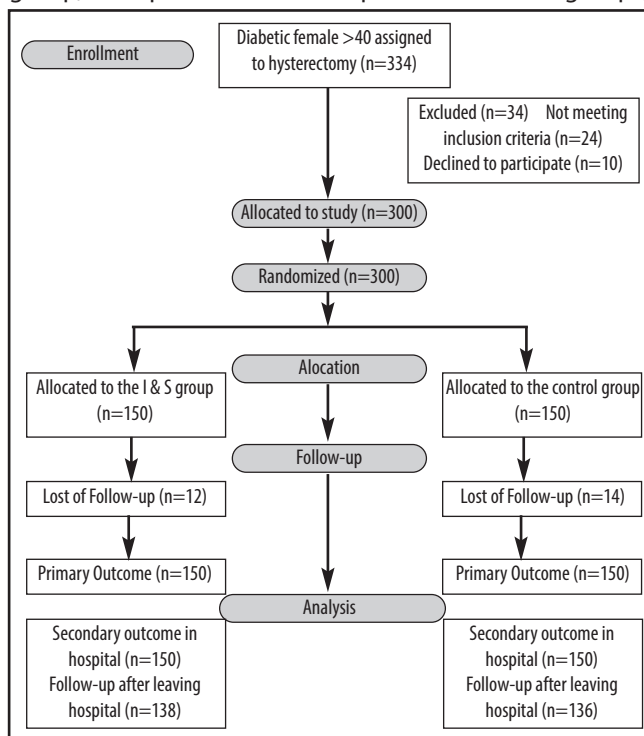 Enrollment
Diabetic female >40 assigned
to hysterectomy (n=334)
Excluded (n=34) Not meeting
inclusion criteria (n=24)
Declined to participate (n=10)
Allocated to study (n=300)
Randomized (n=300)
Allocated to the I & S group
(n=150)
Alocation
Allocated to the control group
(n=150)
Follow-up
Lost of Follow-up (n=12)
Lost of Follow-up (n=14)
Primary Outcome (n=150)
Primary Outcome (n=150)
Analysis
Secondary outcome in
hospital (n=150)
Follow-up after leaving
hospital (n=138)
Secondary outcome in
hospital (n=150)
Follow-up after leaving
hospital (n=136)